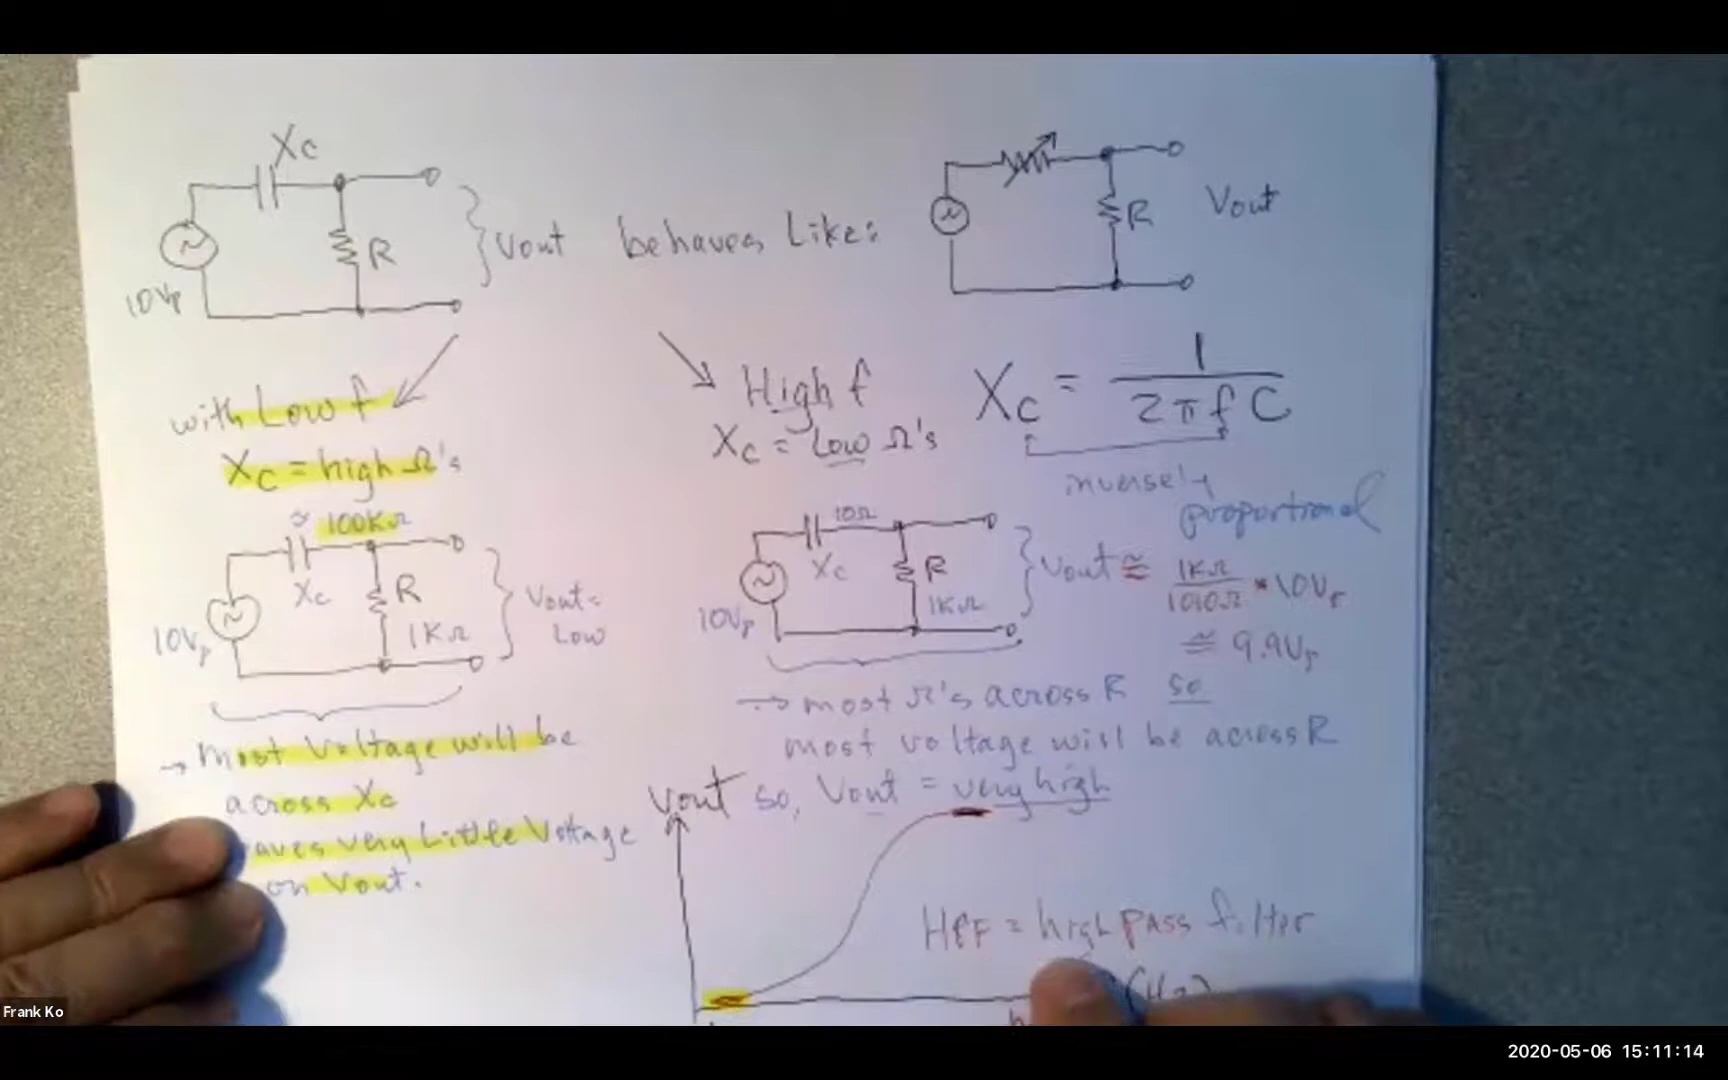 Xc
R
10Vp
Vout behaves Like:
R
Vout
with Low f
Xc = high Ω's
≈ 100KΩ
Xc
R
1KΩ
10Vp
Vout =
Low
→ most Voltage will be
across Xc
aves very Little Voltage
on Vout.
High f
Xc = Low Ω's
Xc = 1 / 2πfC
inversely
proportional
10Ω
Xc
R
1KΩ
10Vp
Vout ≅ 1KΩ / 1010Ω * 10Vp
≅ 9.9Vp
→ most Ω's across R so
most voltage will be across R
so, Vout = very high
Vout
HPF = high pass filter
(Hz)
Frank Ko
2020-05-06 15:11:14